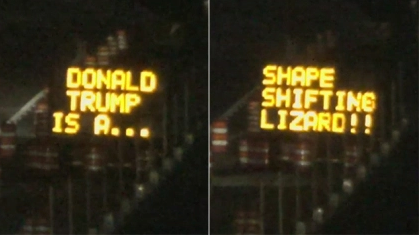 DONALD
TRUMP
IS A...
SHAPE
SHIFTING
LIZARD!!